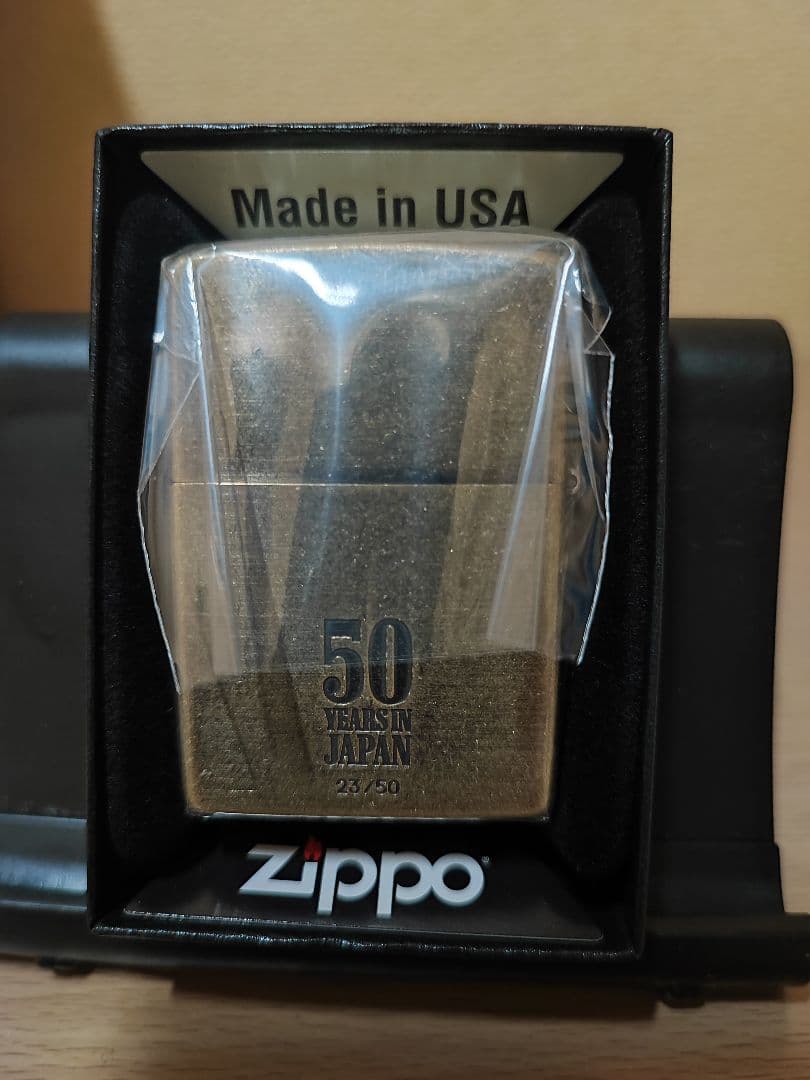 Made in USA
50
YEARS IN
JAPAN
23/50
zippo